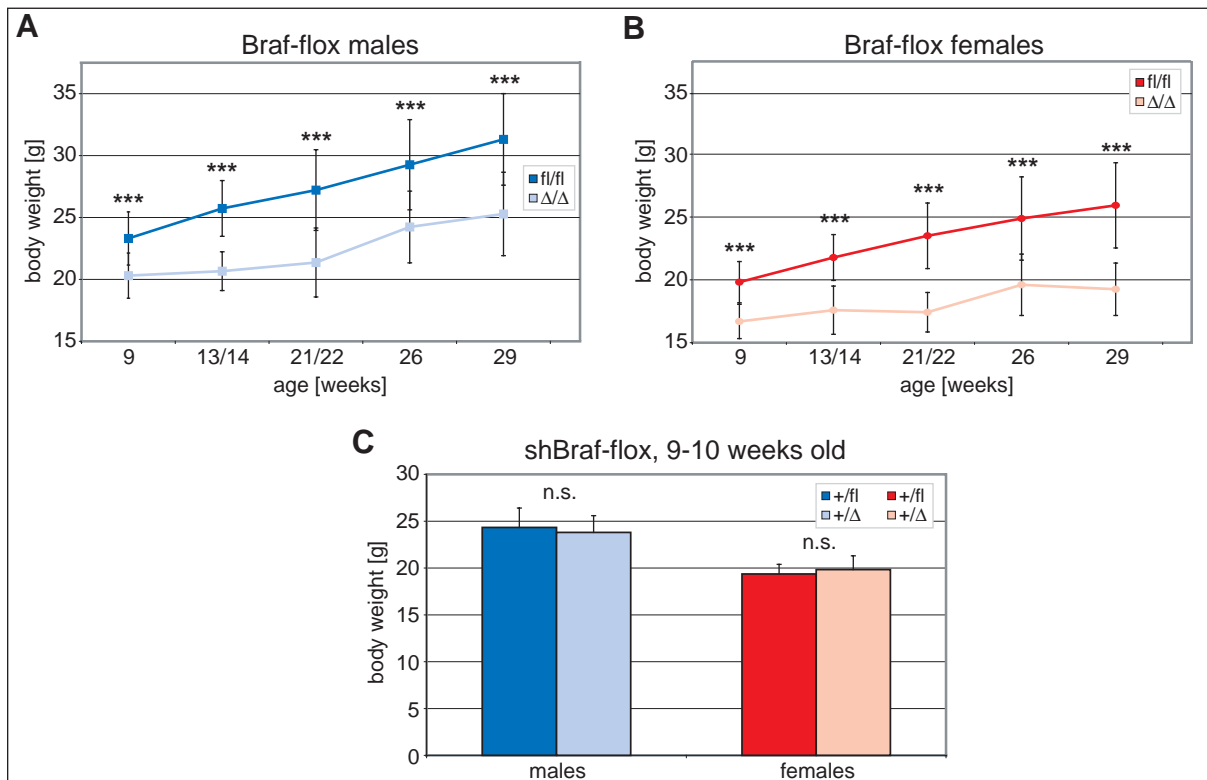 A
Braf-flox males
body weight [g]
35
30
25
20
15
***
***
***
***
***
fl/fl
Δ/Δ
9 13/14 21/22 26 29
age [weeks]
B
Braf-flox females
body weight [g]
35
30
25
20
15
***
***
***
***
***
fl/fl
Δ/Δ
9 13/14 21/22 26 29
age [weeks]
C
shBraf-flox, 9-10 weeks old
body weight [g]
30
25
20
15
10
5
0
n.s.
+/fl +/fl
+/Δ +/Δ
n.s.
males females